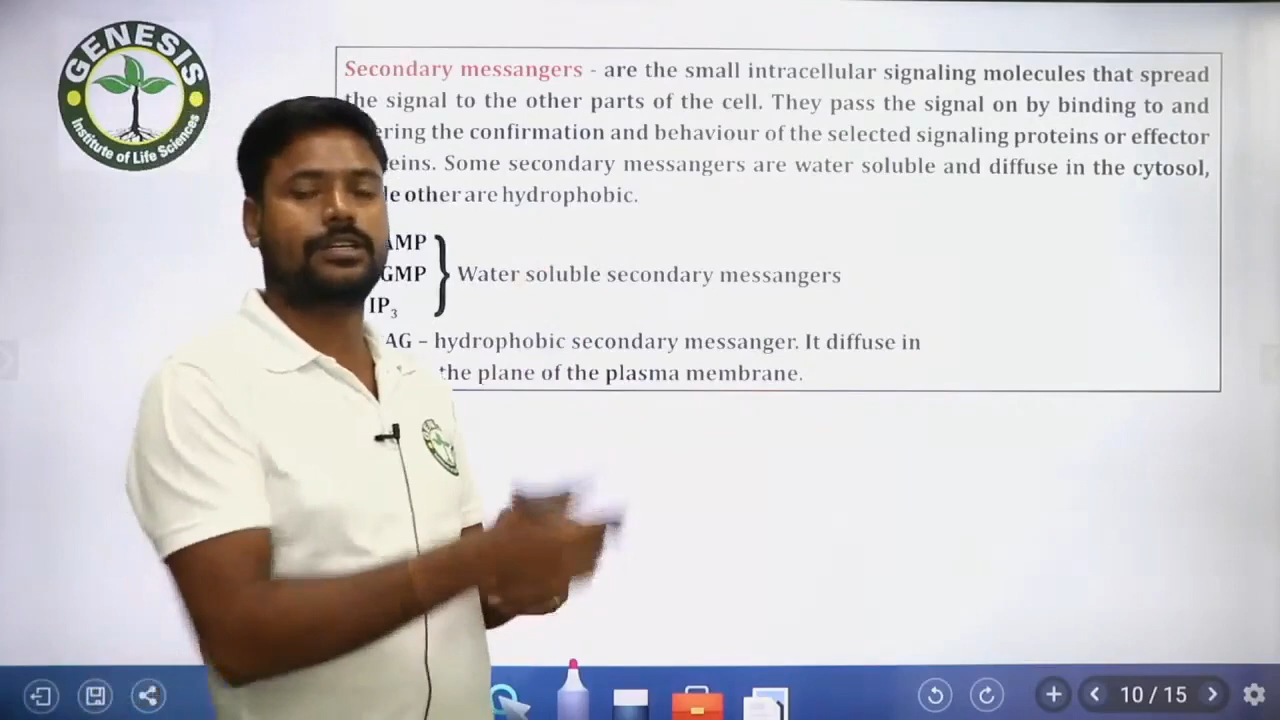 GENESIS
Institute of Life Sciences
Secondary messangers - are the small intracellular signaling molecules that spread
the signal to the other parts of the cell. They pass the signal on by binding to and
ering the confirmation and behaviour of the selected signaling proteins or effector
eins. Some secondary messangers are water soluble and diffuse in the cytosol,
e other are hydrophobic.
AMP
GMP
Water soluble secondary messangers
IP3
AG – hydrophobic secondary messanger. It diffuse in
the plane of the plasma membrane.
10 / 15